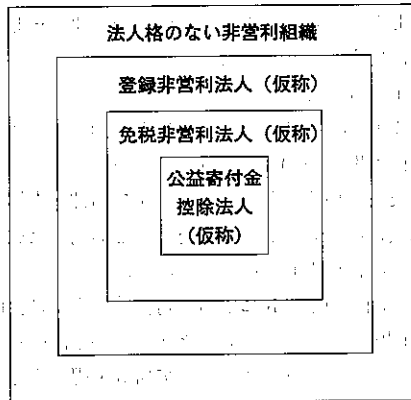 法人格のない非営利組織
登録非営利法人（仮称）
免税非営利法人（仮称）
公益寄付金
控除法人
（仮称）